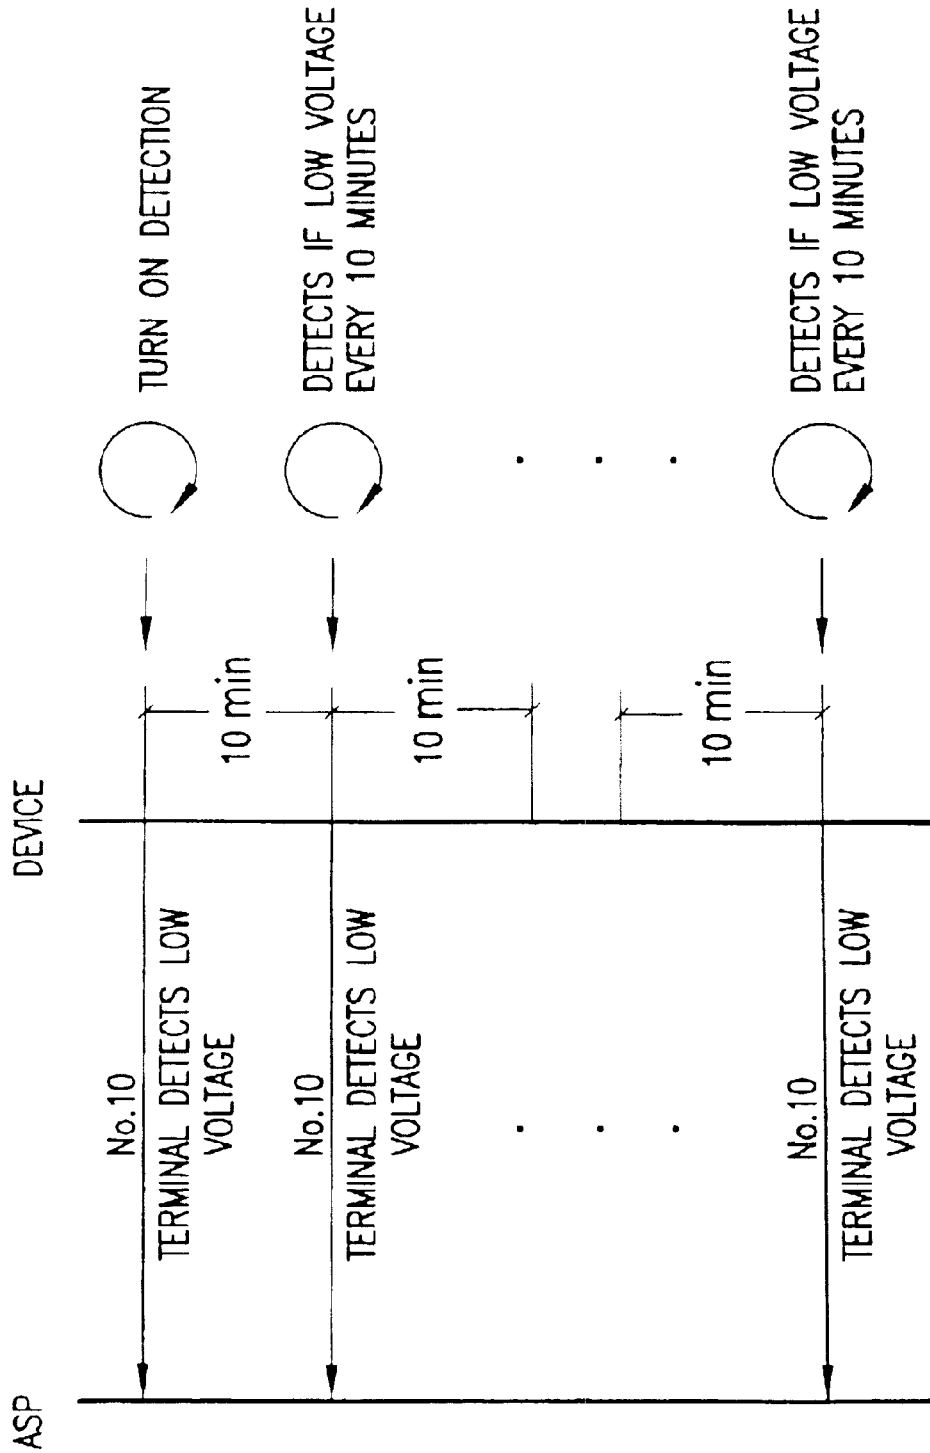 ASP
DEVICE
No.10
TERMINAL DETECTS LOW
VOLTAGE
10 min
TURN ON DETECTION
No.10
TERMINAL DETECTS LOW
VOLTAGE
10 min
DETECTS IF LOW VOLTAGE
EVERY 10 MINUTES
No.10
TERMINAL DETECTS LOW
VOLTAGE
10 min
DETECTS IF LOW VOLTAGE
EVERY 10 MINUTES